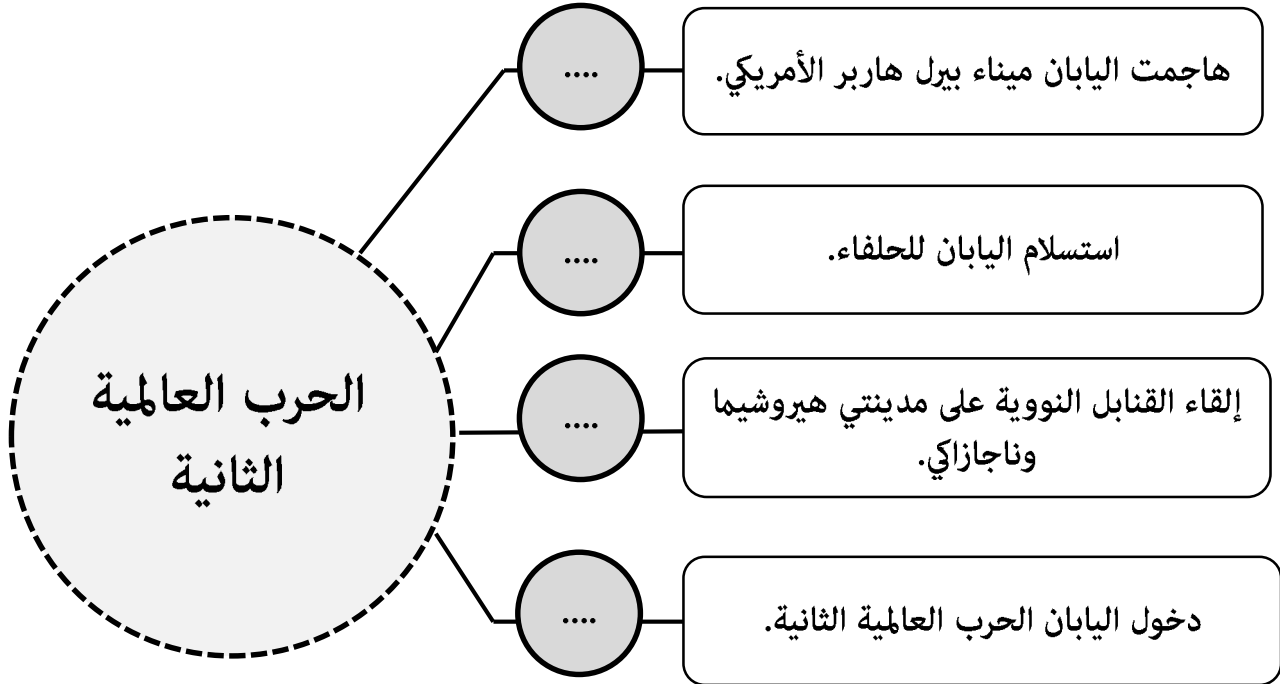 ....
هاجمت اليابان ميناء بيرل هاربر الأمريكي.
....
استسلام اليابان للحلفاء.
الحرب العالمية
الثانية
....
إلقاء القنابل النووية على مدينتي هيروشيما
وناجازاكي.
....
دخول اليابان الحرب العالمية الثانية.